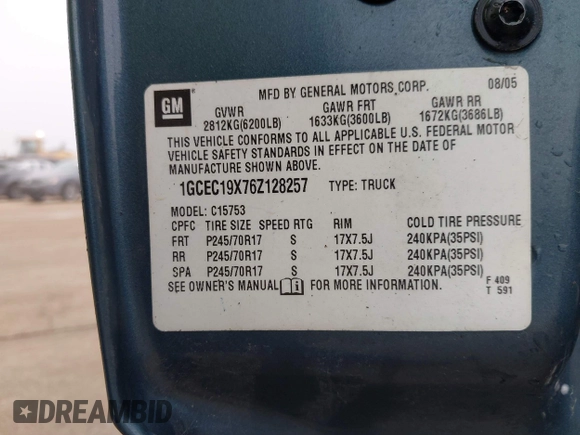 GM
MFD BY GENERAL MOTORS CORP. 08/05
GVWR GAWR FRT GAWR RR
2812KG(6200LB) 1633KG(3600LB) 1672KG(3686LB)
THIS VEHICLE CONFORMS TO ALL APPLICABLE U.S. FEDERAL MOTOR
VEHICLE SAFETY STANDARDS IN EFFECT ON THE DATE OF
MANUFACTURE SHOWN ABOVE.
1GCEC19X76Z128257 TYPE: TRUCK
MODEL: C15753
CPFC TIRE SIZE SPEED RTG RIM COLD TIRE PRESSURE
FRT P245/70R17 S 17X7.5J 240KPA(35PSI)
RR P245/70R17 S 17X7.5J 240KPA(35PSI)
SPA P245/70R17 S 17X7.5J 240KPA(35PSI)
SEE OWNER'S MANUAL i FOR MORE INFORMATION.
F 409
T 591
DREAMBID